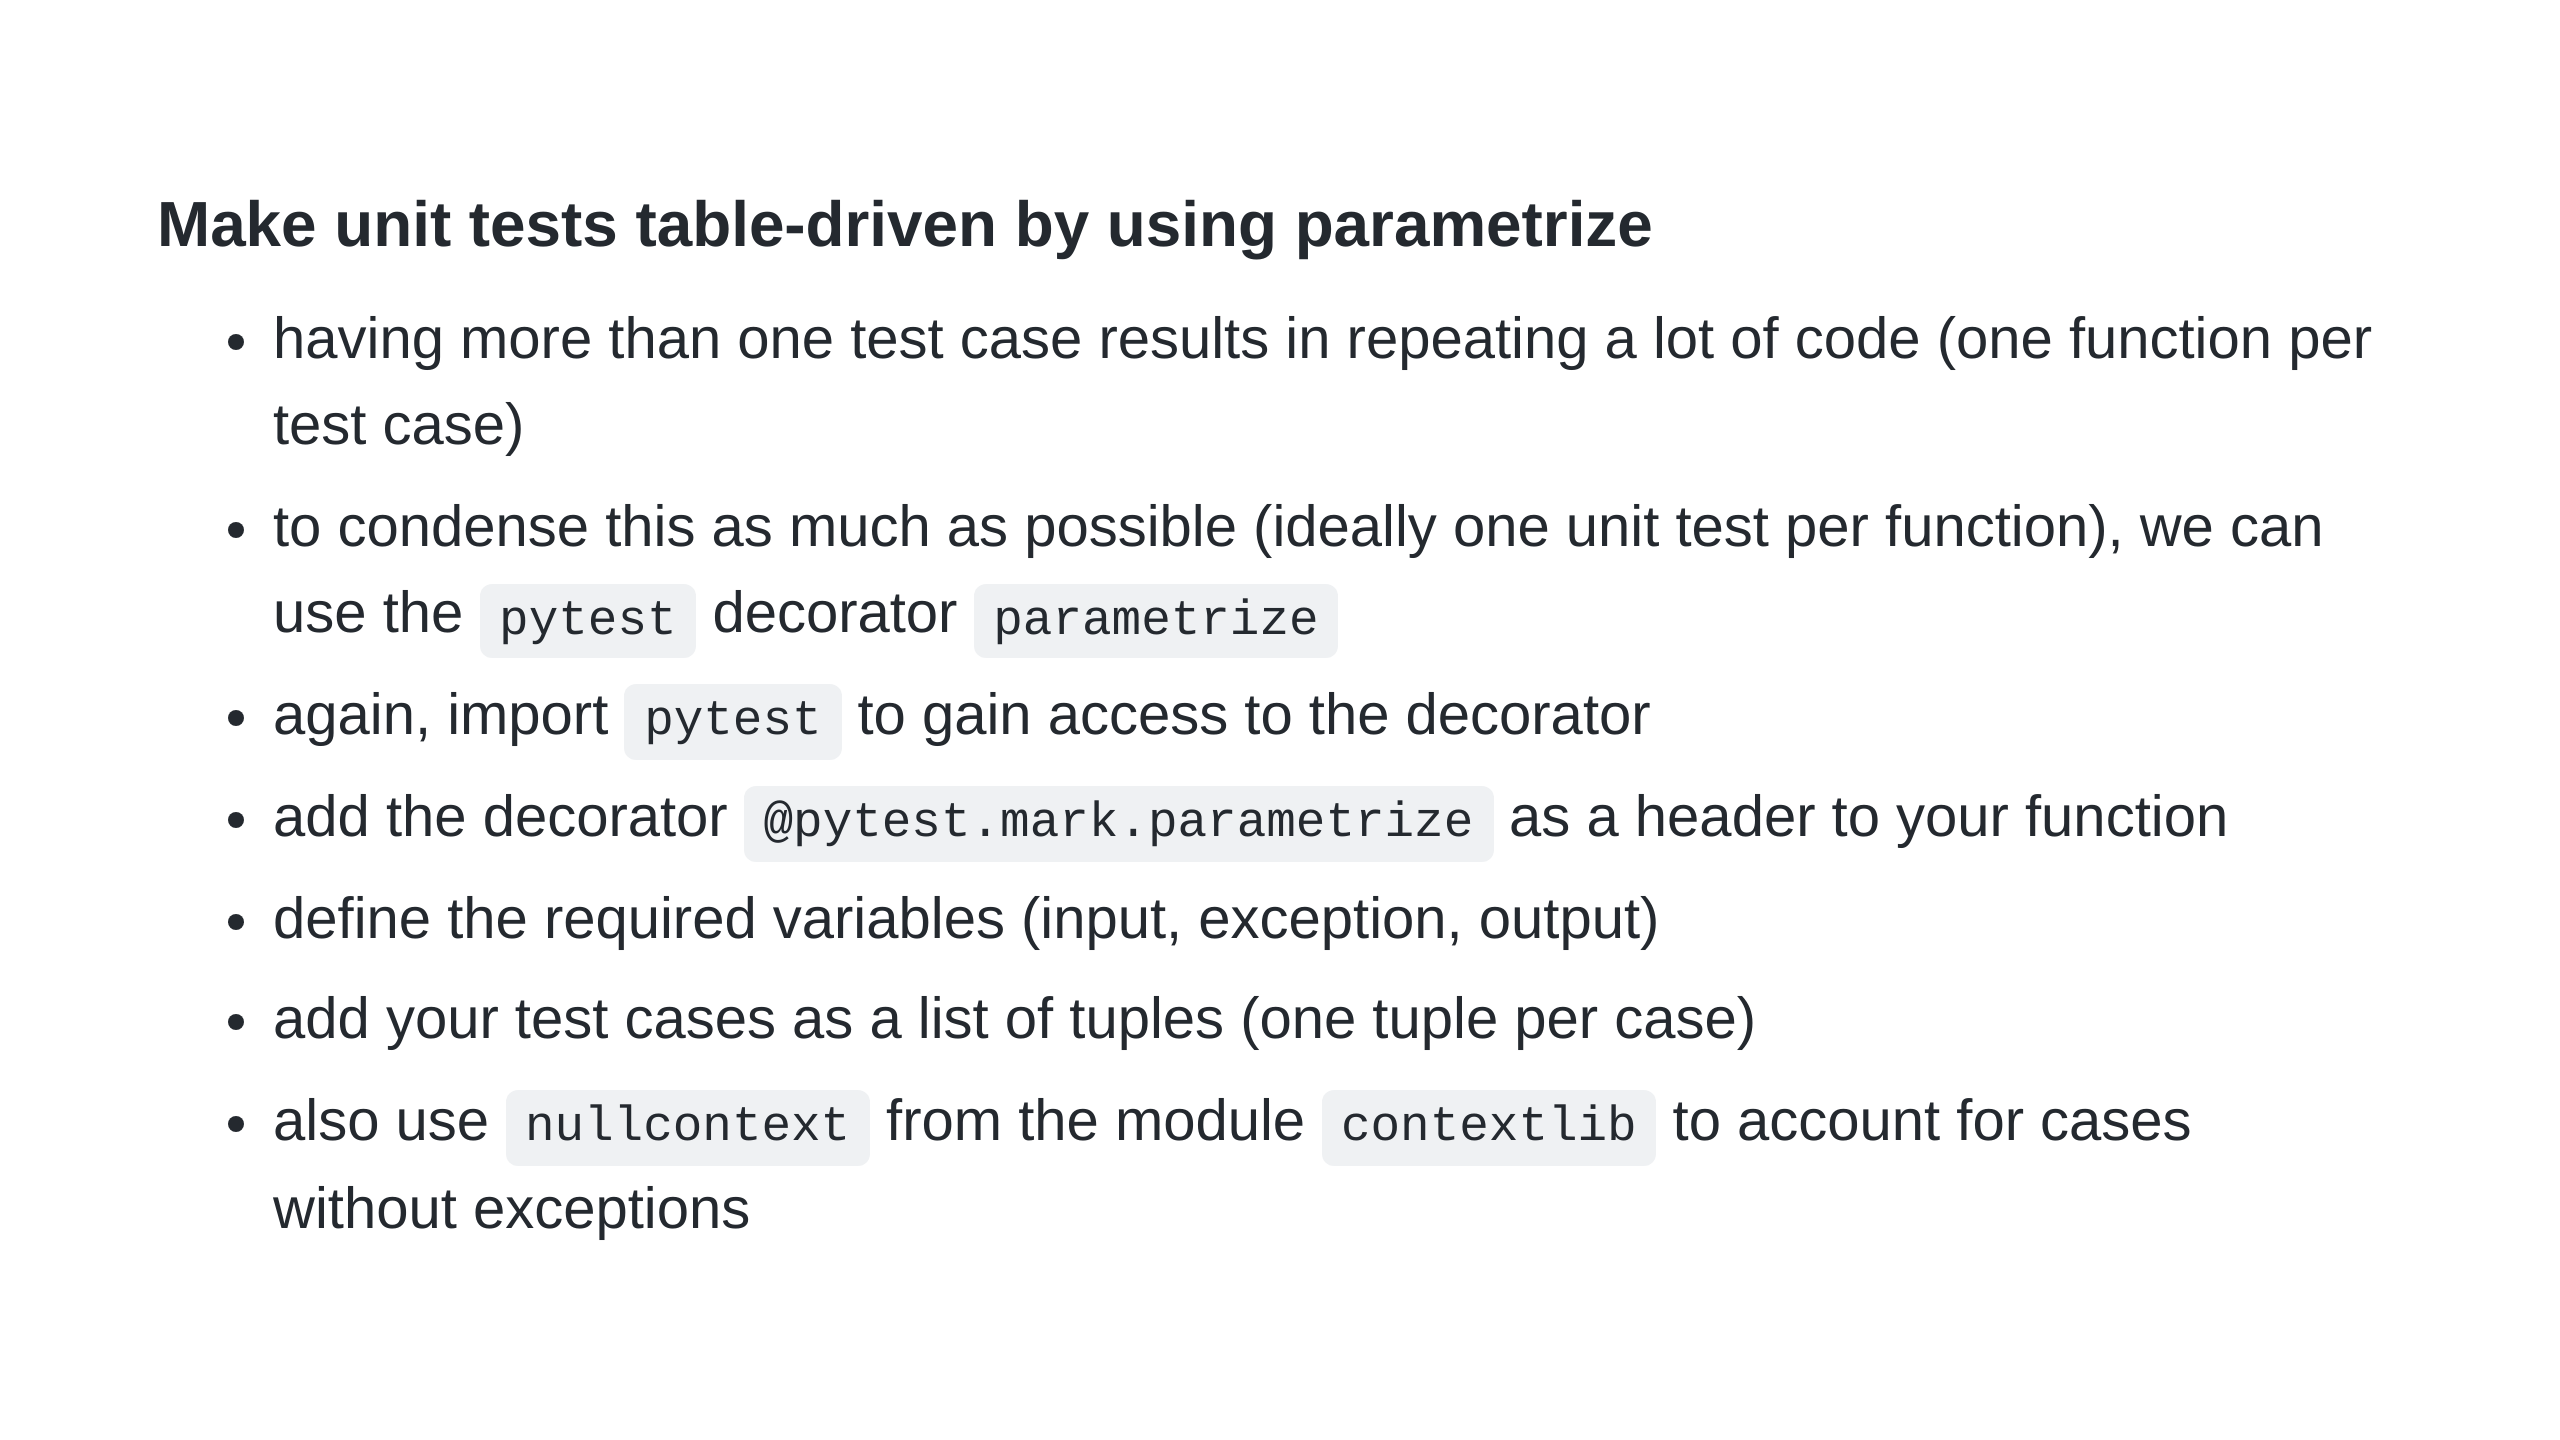 Make unit tests table-driven by using parametrize
• having more than one test case results in repeating a lot of code (one function per
test case)
• to condense this as much as possible (ideally one unit test per function), we can
use the pytest decorator parametrize
• again, import pytest to gain access to the decorator
• add the decorator @pytest.mark.parametrize as a header to your function
• define the required variables (input, exception, output)
• add your test cases as a list of tuples (one tuple per case)
• also use nullcontext from the module contextlib to account for cases
without exceptions